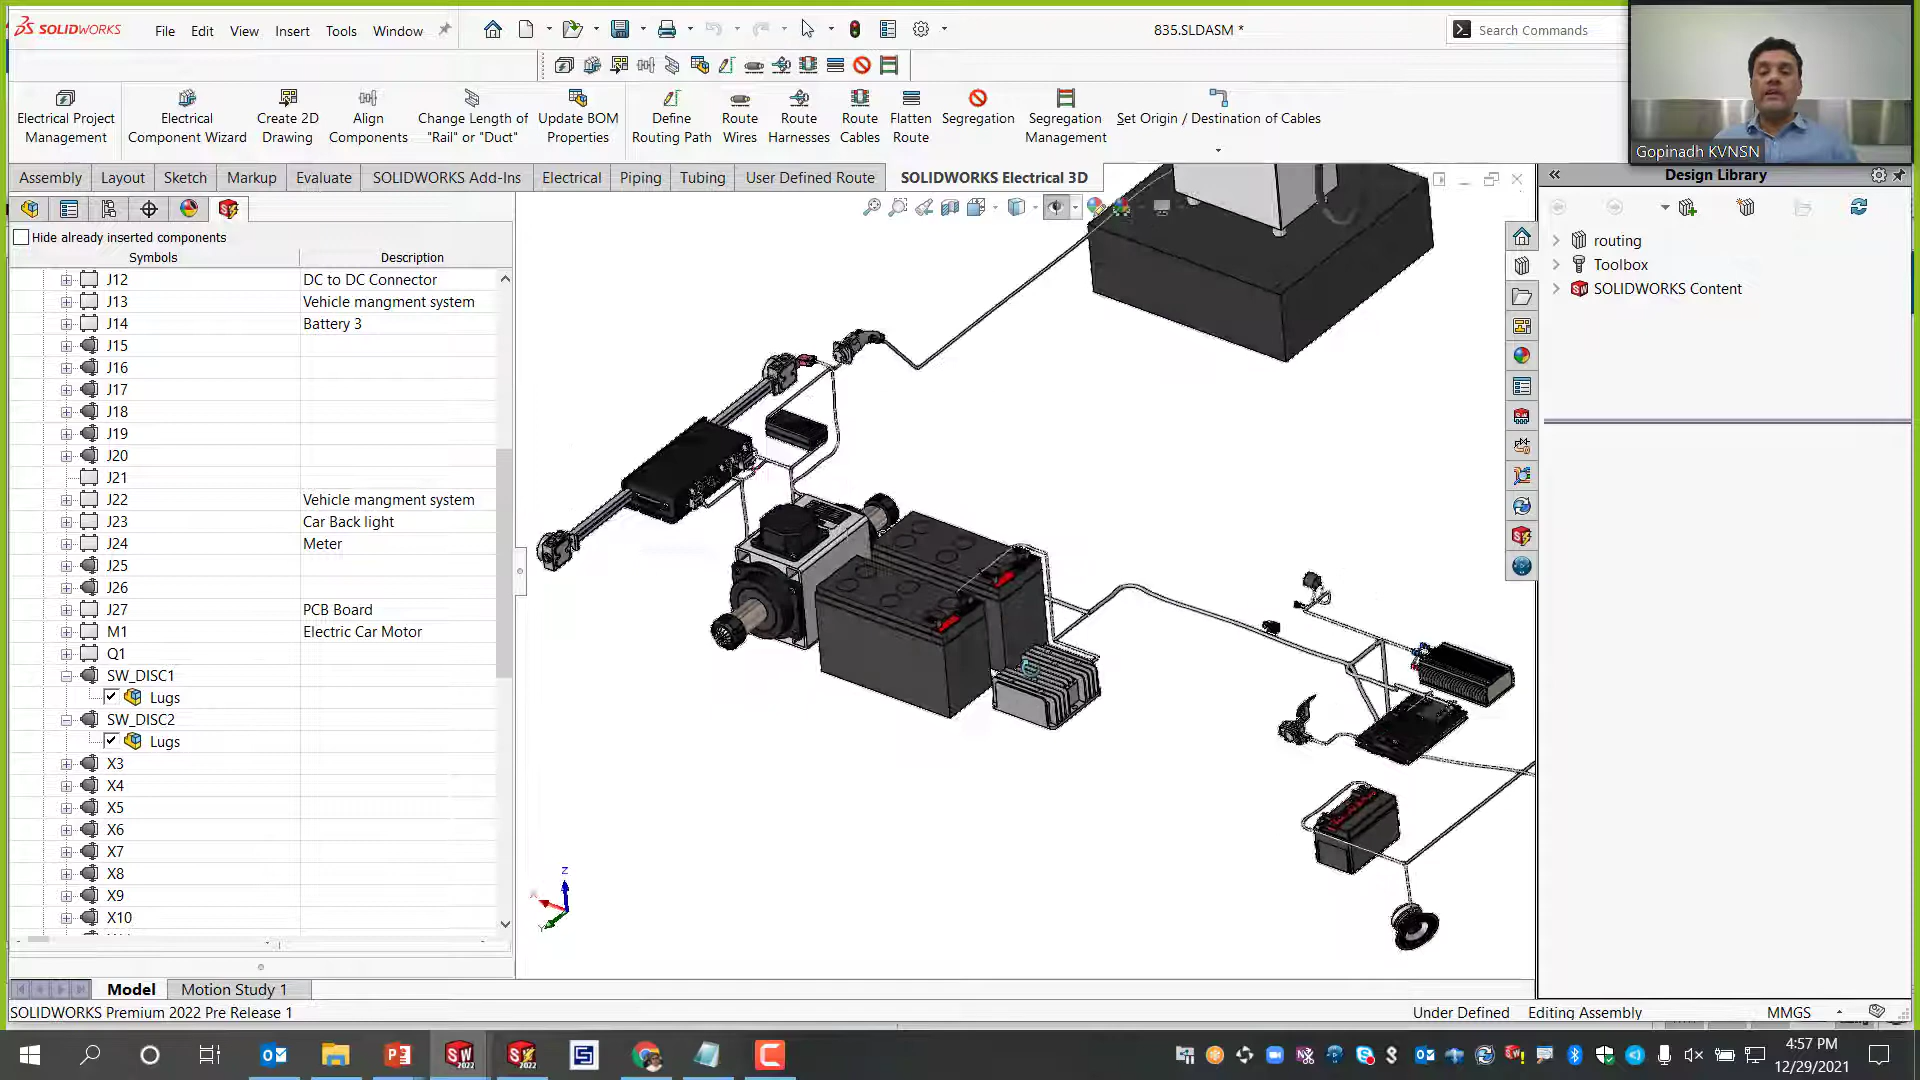 SOLIDWORKS
File Edit View Insert Tools Window
835.SLDASM *
Search Commands
Gopinadh KVNSN
Electrical Project Management
Electrical Component Wizard
Create 2D Drawing
Align Components
Change Length of "Rail" or "Duct"
Update BOM Properties
Define Routing Path
Route Wires
Route Harnesses
Route Cables
Flatten Route
Segregation
Segregation Management
Set Origin / Destination of Cables
Assembly Layout Sketch Markup Evaluate SOLIDWORKS Add-Ins Electrical Piping Tubing User Defined Route SOLIDWORKS Electrical 3D
Design Library
Hide already inserted components
Symbols Description
J12 DC to DC Connector
J13 Vehicle mangment system
J14 Battery 3
J15
J16
J17
J18
J19
J20
J21
J22 Vehicle mangment system
J23 Car Back light
J24 Meter
J25
J26
J27 PCB Board
M1 Electric Car Motor
Q1
SW_DISC1
Lugs
SW_DISC2
Lugs
X3
X4
X5
X6
X7
X8
X9
X10
routing
Toolbox
SOLIDWORKS Content
Z
X
Y
Model Motion Study 1
SOLIDWORKS Premium 2022 Pre Release 1
Under Defined Editing Assembly MMGS
4:57 PM
12/29/2021